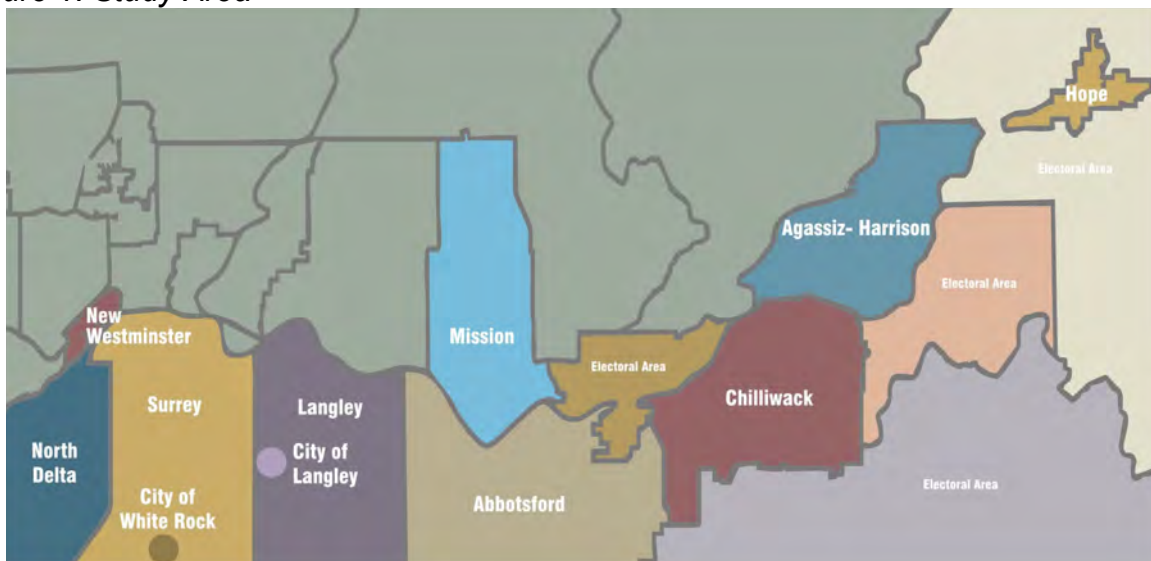 Hope
Electoral Area
Agassiz- Harrison
Electoral Area
New
Westminster
Mission
Electoral Area
Chilliwack
Surrey
Langley
North
Delta
City of
Langley
Electoral Area
City of
White Rock
Abbotsford